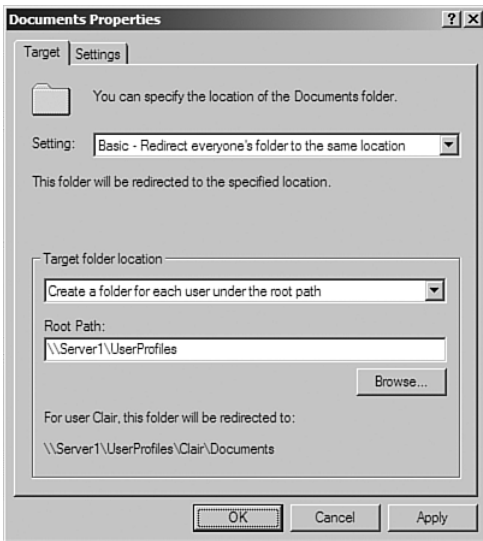 Documents Properties
Target
Settings
You can specify the location of the Documents folder.
Setting:
Basic - Redirect everyone's folder to the same location
This folder will be redirected to the specified location.
Target folder location
Create a folder for each user under the root path
Root Path:
\\Server1\UserProfiles
Browse...
For user Clair, this folder will be redirected to:
\\Server1\UserProfiles\Clair\Documents
OK
Cancel
Apply